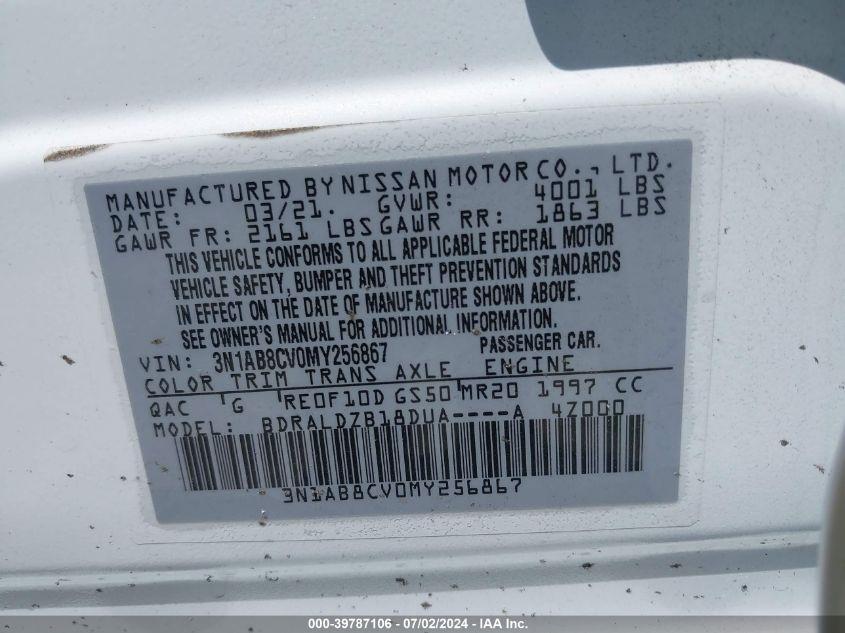 MANUFACTURED BY NISSAN MOTOR CO., LTD.
DATE: 03/21. GVWR: 4001 LBS
GAWR FR: 2161 LBS GAWR RR: 1863 LBS
THIS VEHICLE CONFORMS TO ALL APPLICABLE FEDERAL MOTOR
VEHICLE SAFETY, BUMPER AND THEFT PREVENTION STANDARDS
IN EFFECT ON THE DATE OF MANUFACTURE SHOWN ABOVE.
SEE OWNER'S MANUAL FOR ADDITIONAL INFORMATION.
VIN: 3N1AB8CV0MY256867 PASSENGER CAR.
COLOR TRIM TRANS AXLE ENGINE
QAC G RE0F10D GS50 MR20 1997 CC
MODEL: BDRALDZB18DUA----A 4Z000
3N1AB8CV0MY256867
000-39787106 - 07/02/2024 - IAA Inc.